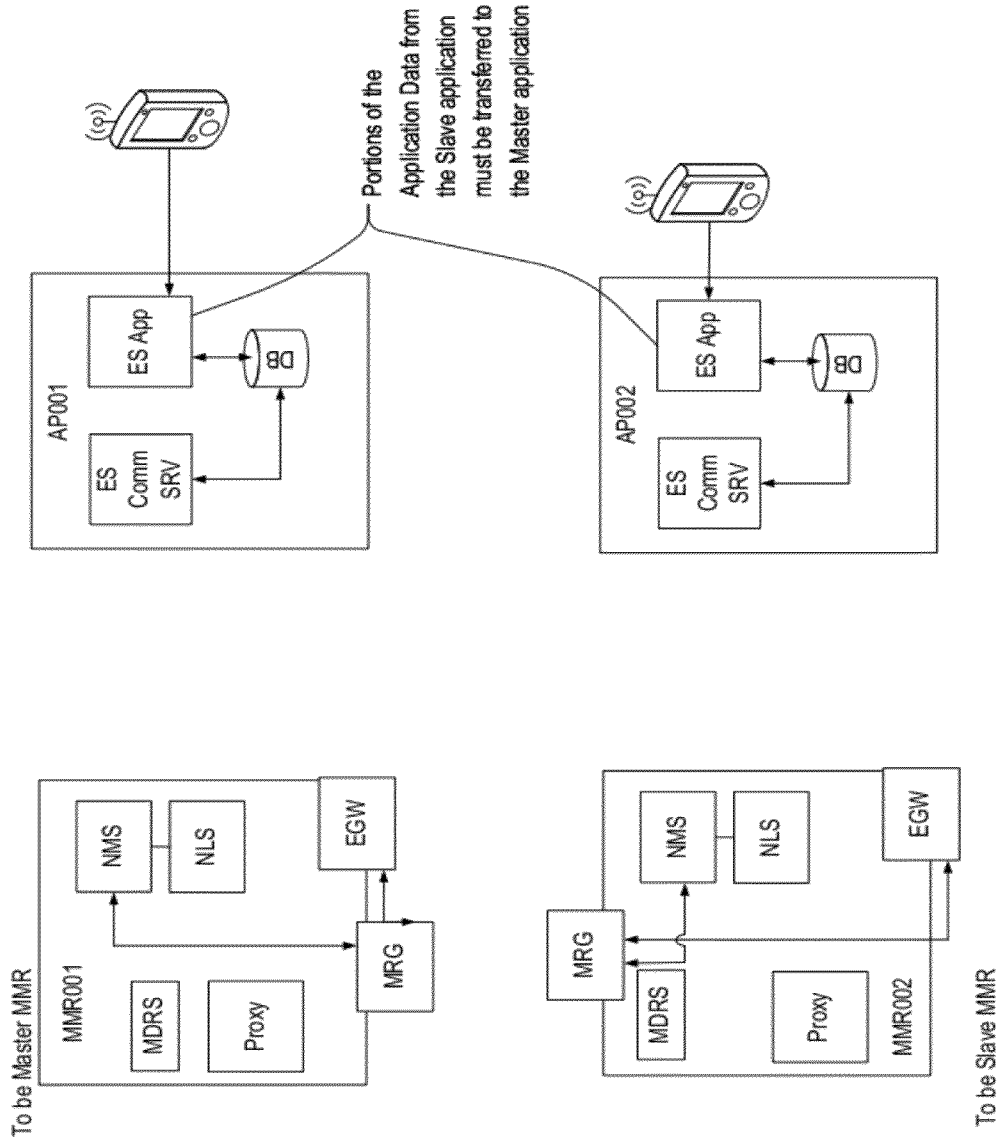 To be Master MMR
MMR001
MDRS
Proxy
NMS
NLS
MRG
EGW
AP001
ES
Comm
SRV
ES App
DB
Portions of the
Application Data from
the Slave application
must be transferred to
the Master application
MRG
MDRS
NMS
NLS
Proxy
MMR002
EGW
AP002
ES
Comm
SRV
ES App
DB
To be Slave MMR